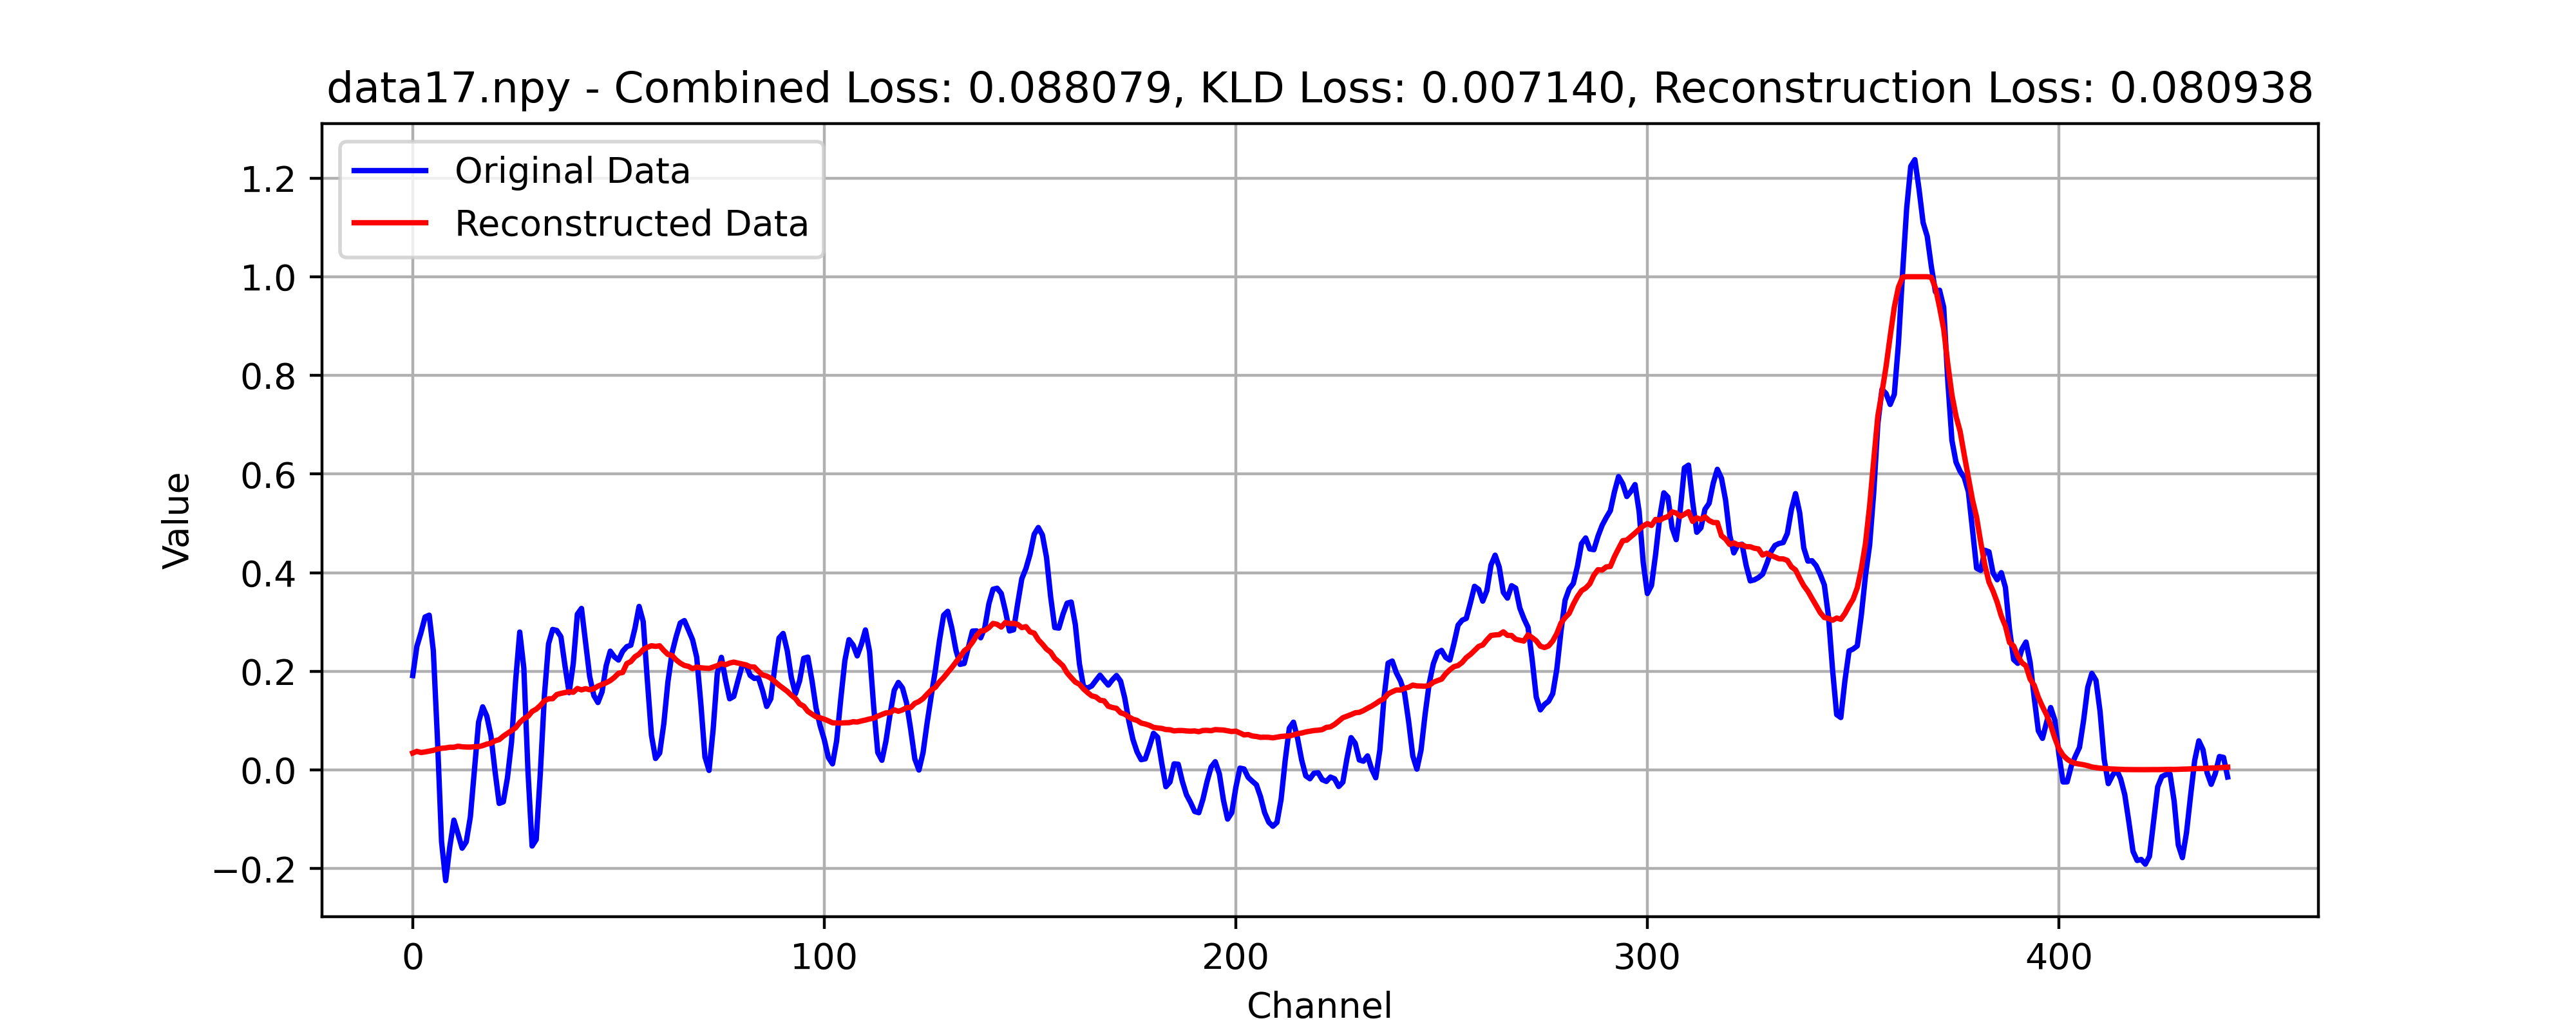 data17.npy - Combined Loss: 0.088079, KLD Loss: 0.007140, Reconstruction Loss: 0.080938
Original Data
Reconstructed Data
1.2
1.0
0.8
0.6
0.4
0.2
0.0
−0.2
Value
0 100 200 300 400
Channel